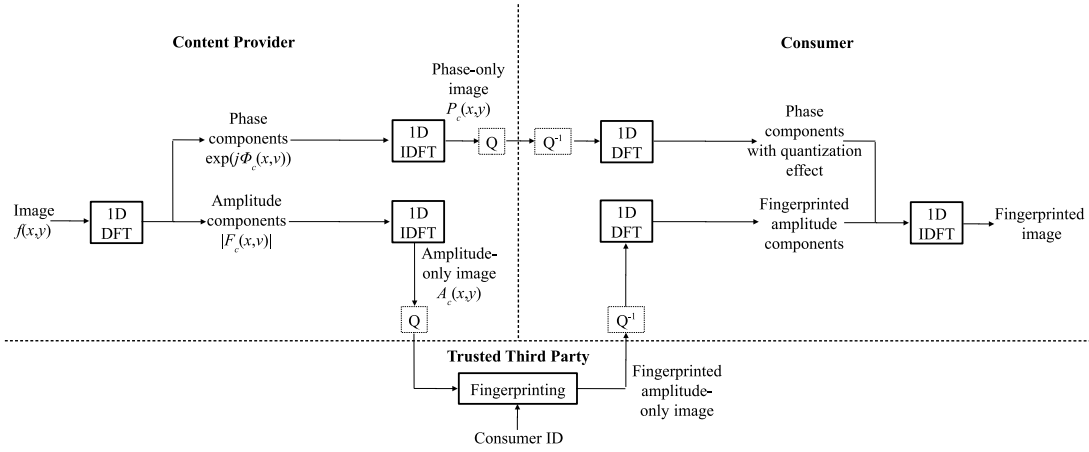 Content Provider
Consumer
Phase-only
image
P_c(x,y)
Phase
components
exp(jΦ_c(x,v))
1D
IDFT
Q
Q⁻¹
1D
DFT
Phase
components
with quantization
effect
Image
f(x,y)
1D
DFT
Amplitude
components
|F_c(x,v)|
1D
IDFT
Amplitude-
only image
A_c(x,y)
Q
1D
DFT
Fingerprinted
amplitude
components
1D
IDFT
Fingerprinted
image
Q⁻¹
Trusted Third Party
Fingerprinting
Fingerprinted
amplitude-
only image
Consumer ID